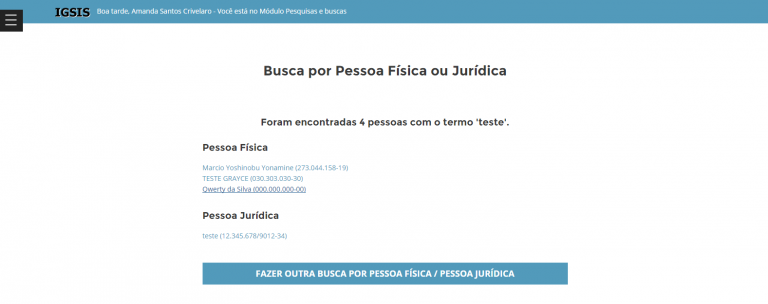 IGSIS Boa tarde, Amanda Santos Crivelaro - Você está no Módulo Pesquisas e buscas
Busca por Pessoa Física ou Jurídica
Foram encontradas 4 pessoas com o termo 'teste'.
Pessoa Física
Marcio Yoshinobu Yonamine (273.044.158-19)
TESTE GRAYCE (030.303.030-30)
Qwerty da Silva (000.000.000-00)
Pessoa Jurídica
teste (12.345.678/9012-34)
FAZER OUTRA BUSCA POR PESSOA FÍSICA / PESSOA JURÍDICA